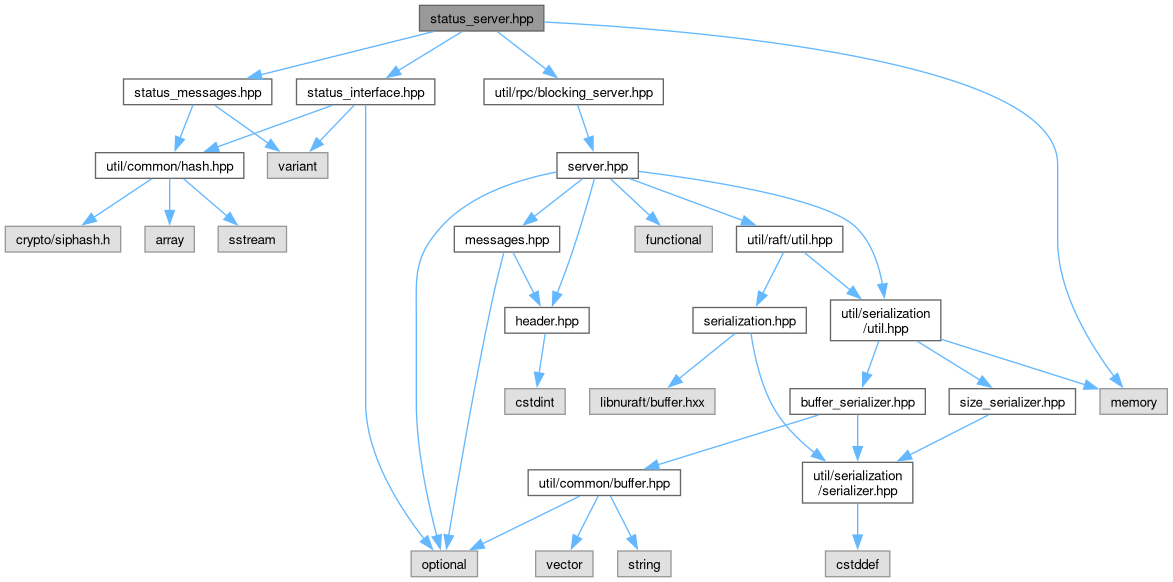 status_server.hpp
status_messages.hpp
status_interface.hpp
util/rpc/blocking_server.hpp
util/common/hash.hpp
variant
server.hpp
crypto/siphash.h
array
sstream
messages.hpp
functional
util/raft/util.hpp
header.hpp
serialization.hpp
util/serialization
/util.hpp
cstdint
libnuraft/buffer.hxx
buffer_serializer.hpp
size_serializer.hpp
memory
util/common/buffer.hpp
util/serialization
/serializer.hpp
optional
vector
string
cstddef